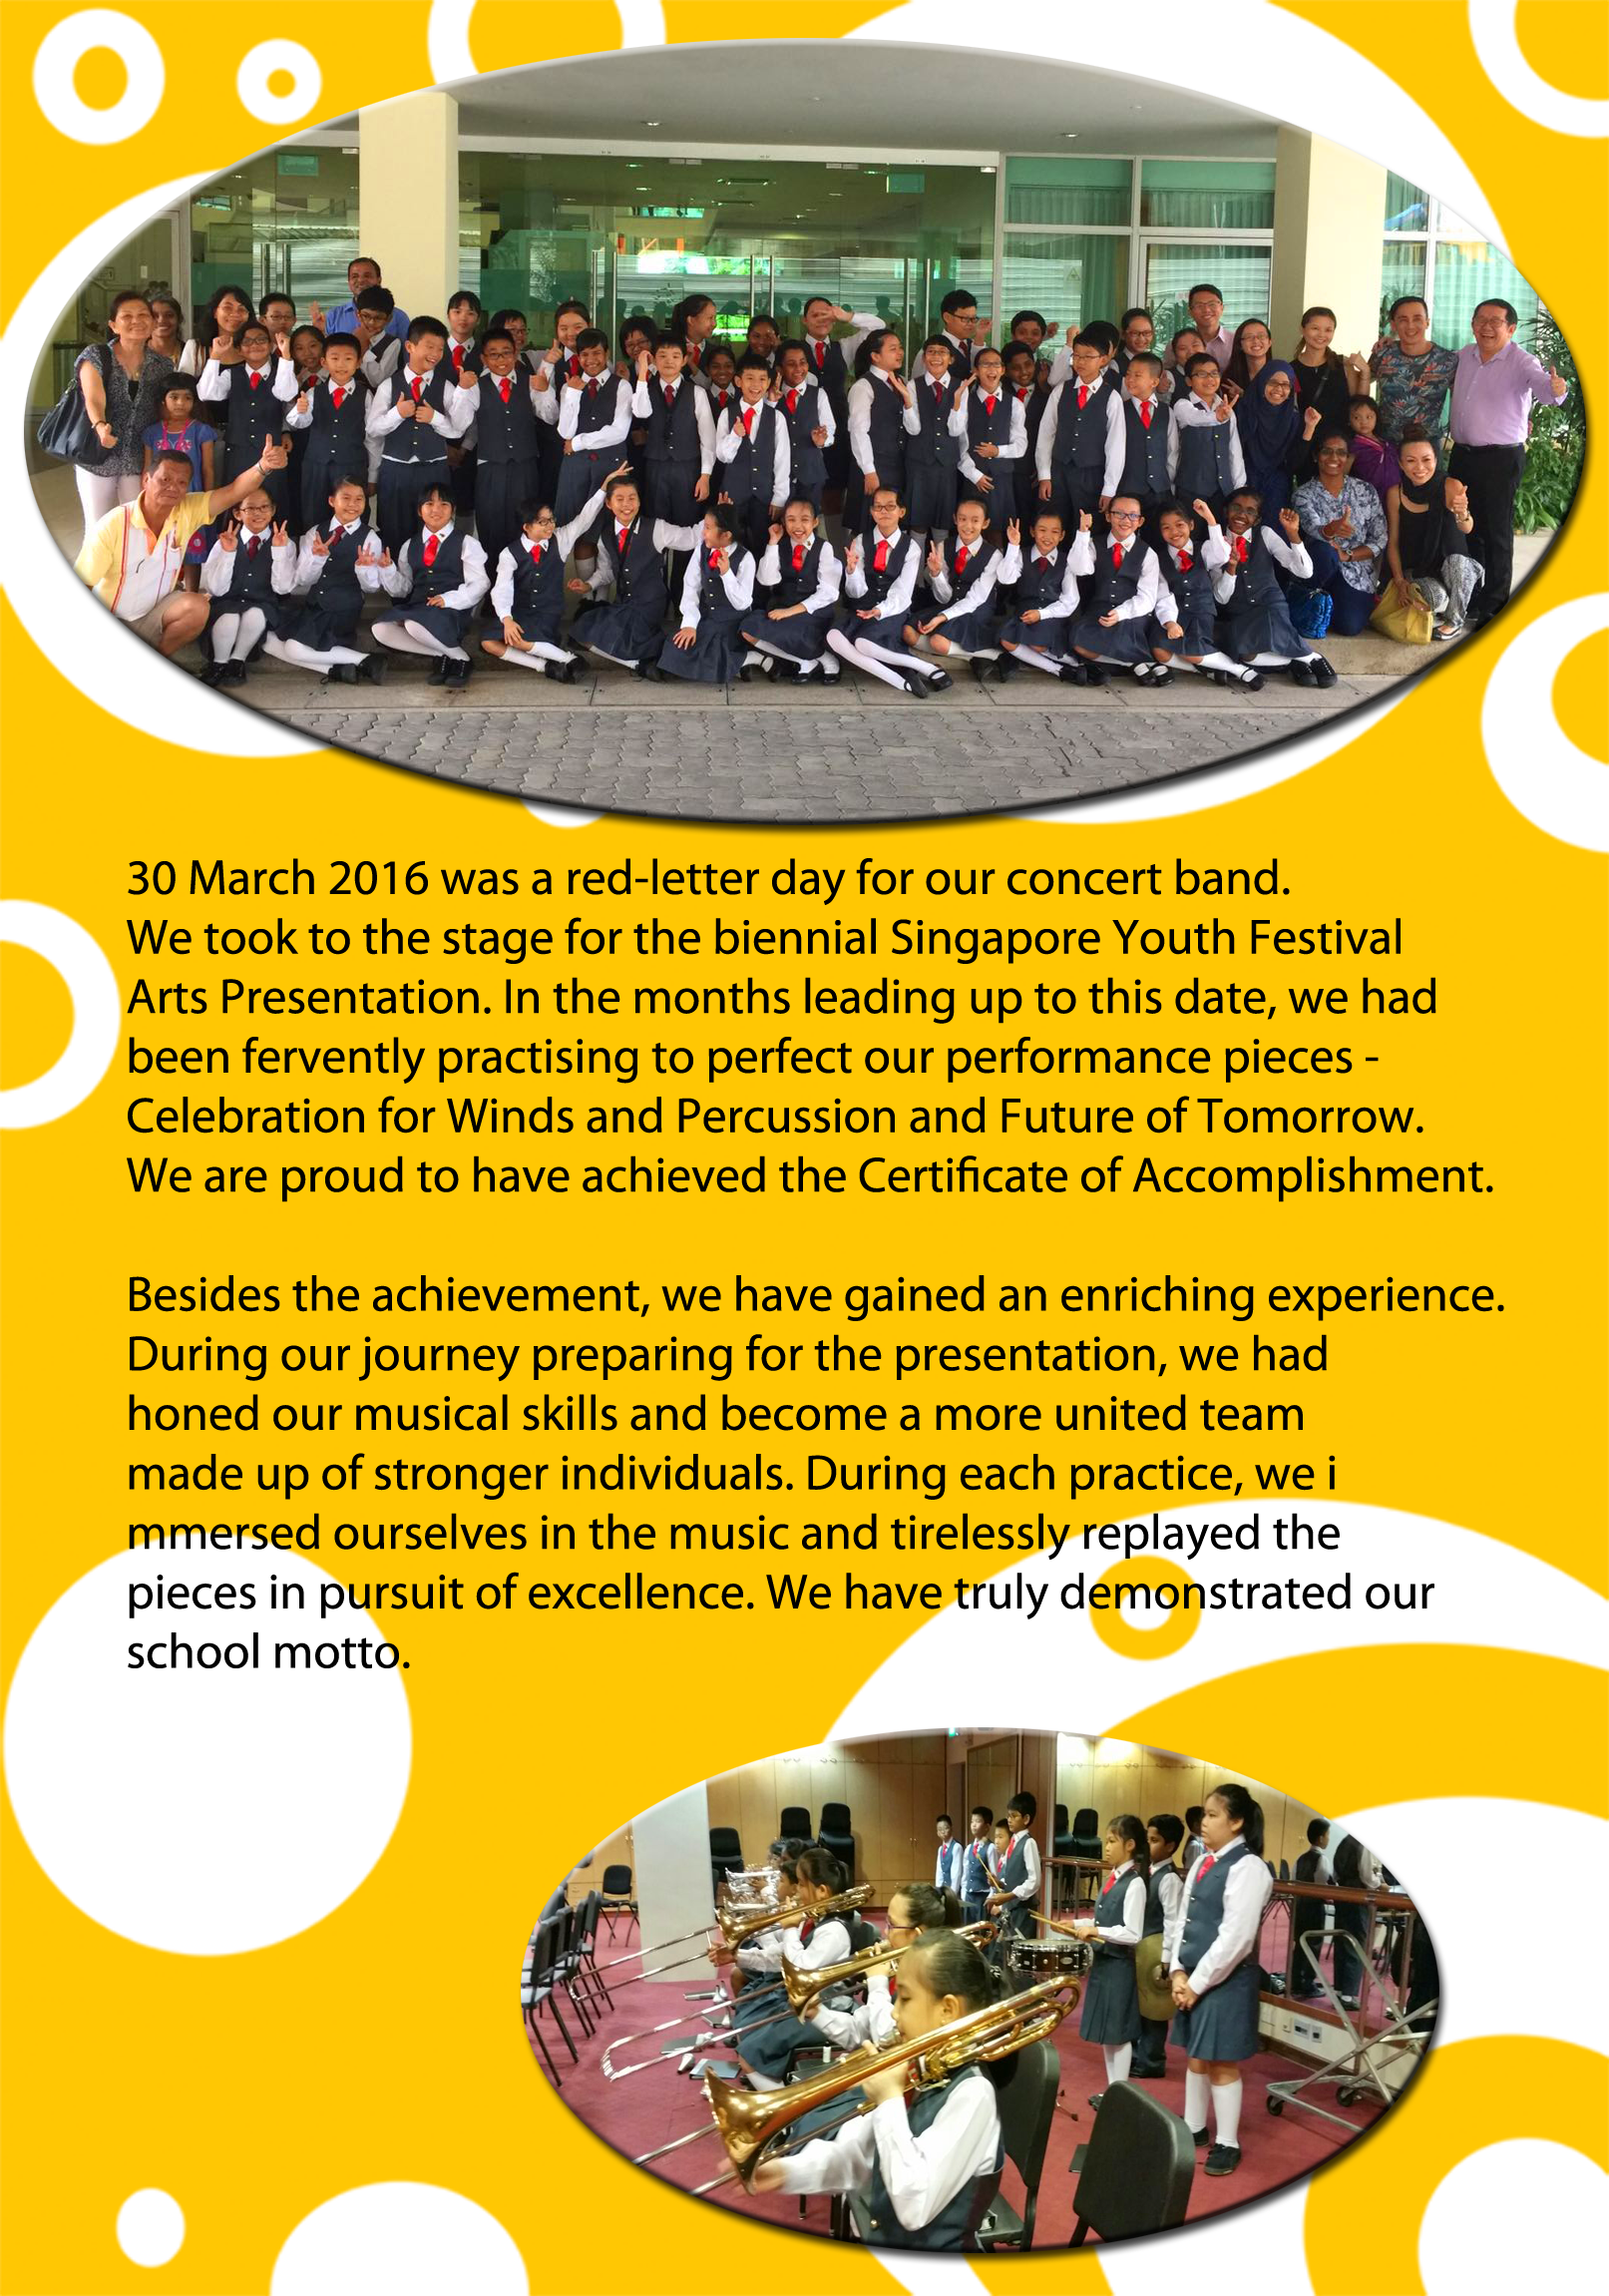 30 March 2016 was a red-letter day for our concert band.
We took to the stage for the biennial Singapore Youth Festival
Arts Presentation. In the months leading up to this date, we had
been fervently practising to perfect our performance pieces -
Celebration for Winds and Percussion and Future of Tomorrow.
We are proud to have achieved the Certificate of Accomplishment.
Besides the achievement, we have gained an enriching experience.
During our journey preparing for the presentation, we had
honed our musical skills and become a more united team
made up of stronger individuals. During each practice, we i
mmersed ourselves in the music and tirelessly replayed the
pieces in pursuit of excellence. We have truly demonstrated our
school motto.